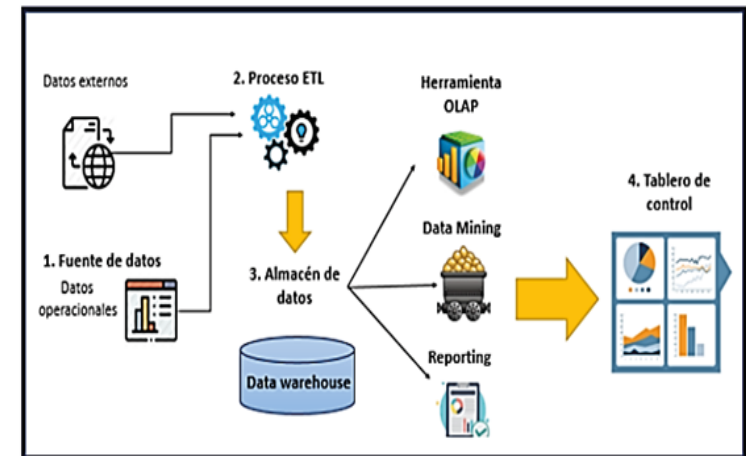 Datos externos
2. Proceso ETL
Herramienta
OLAP
4. Tablero de
control
Data Mining
1. Fuente de datos
Datos
operacionales
3. Almacén de
datos
Reporting
Data warehouse